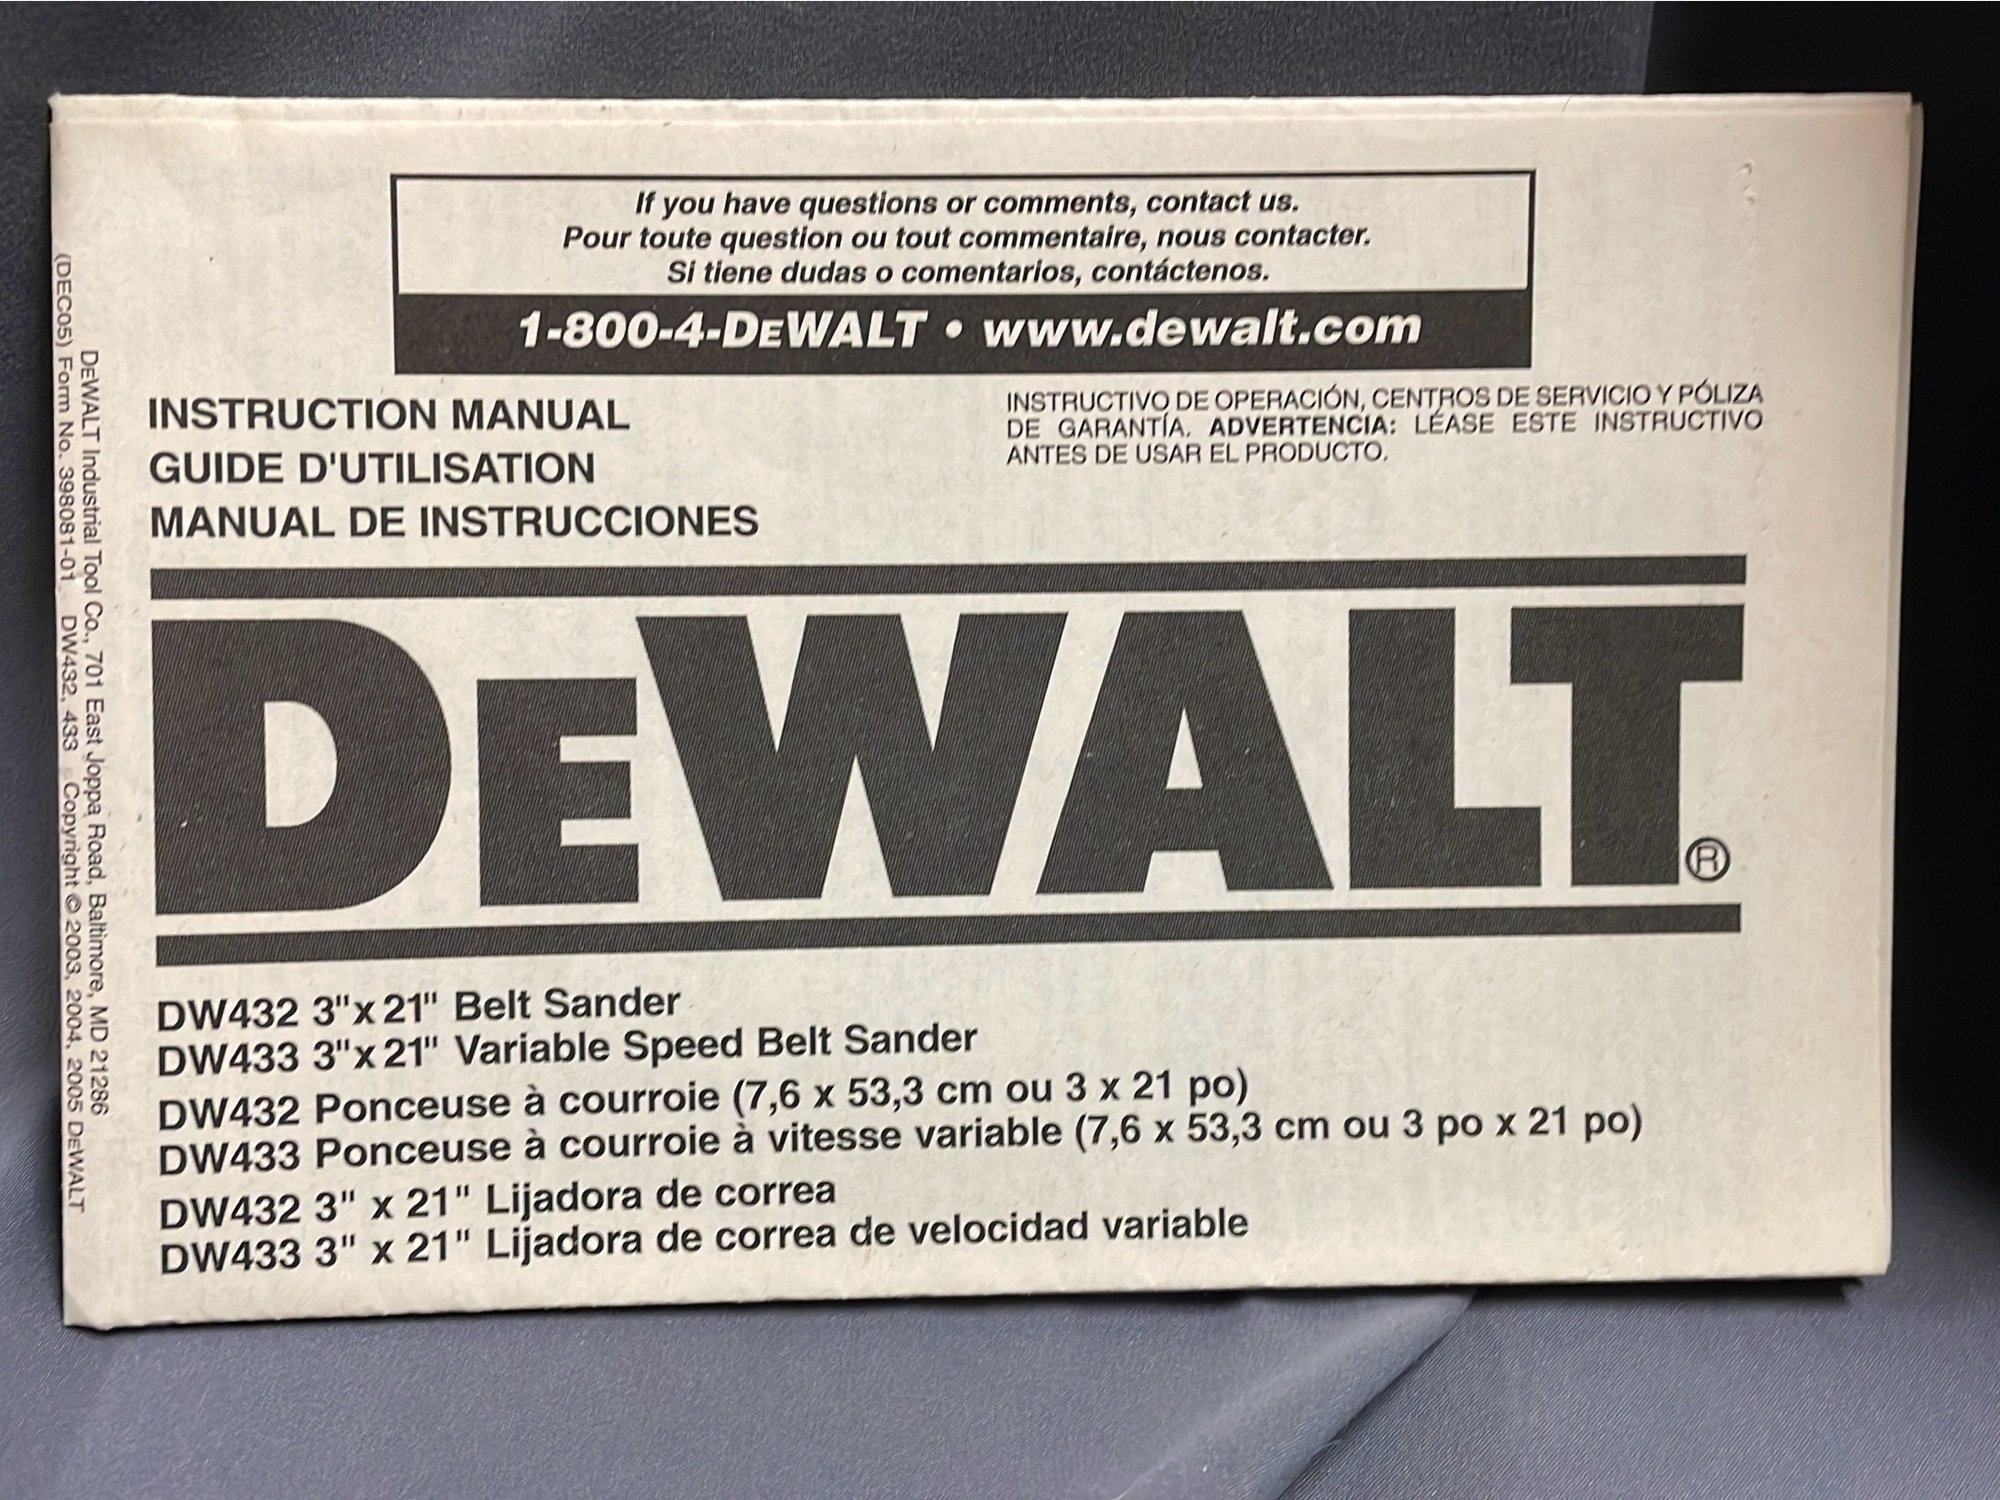 If you have questions or comments, contact us.
Pour toute question ou tout commentaire, nous contacter.
Si tiene dudas o comentarios, contáctenos.
1-800-4-DEWALT • www.dewalt.com
INSTRUCTION MANUAL
GUIDE D'UTILISATION
MANUAL DE INSTRUCCIONES
INSTRUCTIVO DE OPERACIÓN, CENTROS DE SERVICIO Y PÓLIZA
DE GARANTÍA. ADVERTENCIA: LÉASE ESTE INSTRUCTIVO
ANTES DE USAR EL PRODUCTO.
DEWALT®
DW432 3"x 21" Belt Sander
DW433 3"x 21" Variable Speed Belt Sander
DW432 Ponceuse à courroie (7,6 x 53,3 cm ou 3 x 21 po)
DW433 Ponceuse à courroie à vitesse variable (7,6 x 53,3 cm ou 3 po x 21 po)
DW432 3" x 21" Lijadora de correa
DW433 3" x 21" Lijadora de correa de velocidad variable
DEWALT Industrial Tool Co., 701 East Joppa Road, Baltimore, MD 21286
(DEC05) Form No. 398081-01 DW432, 433 Copyright © 2003, 2004, 2005 DEWALT